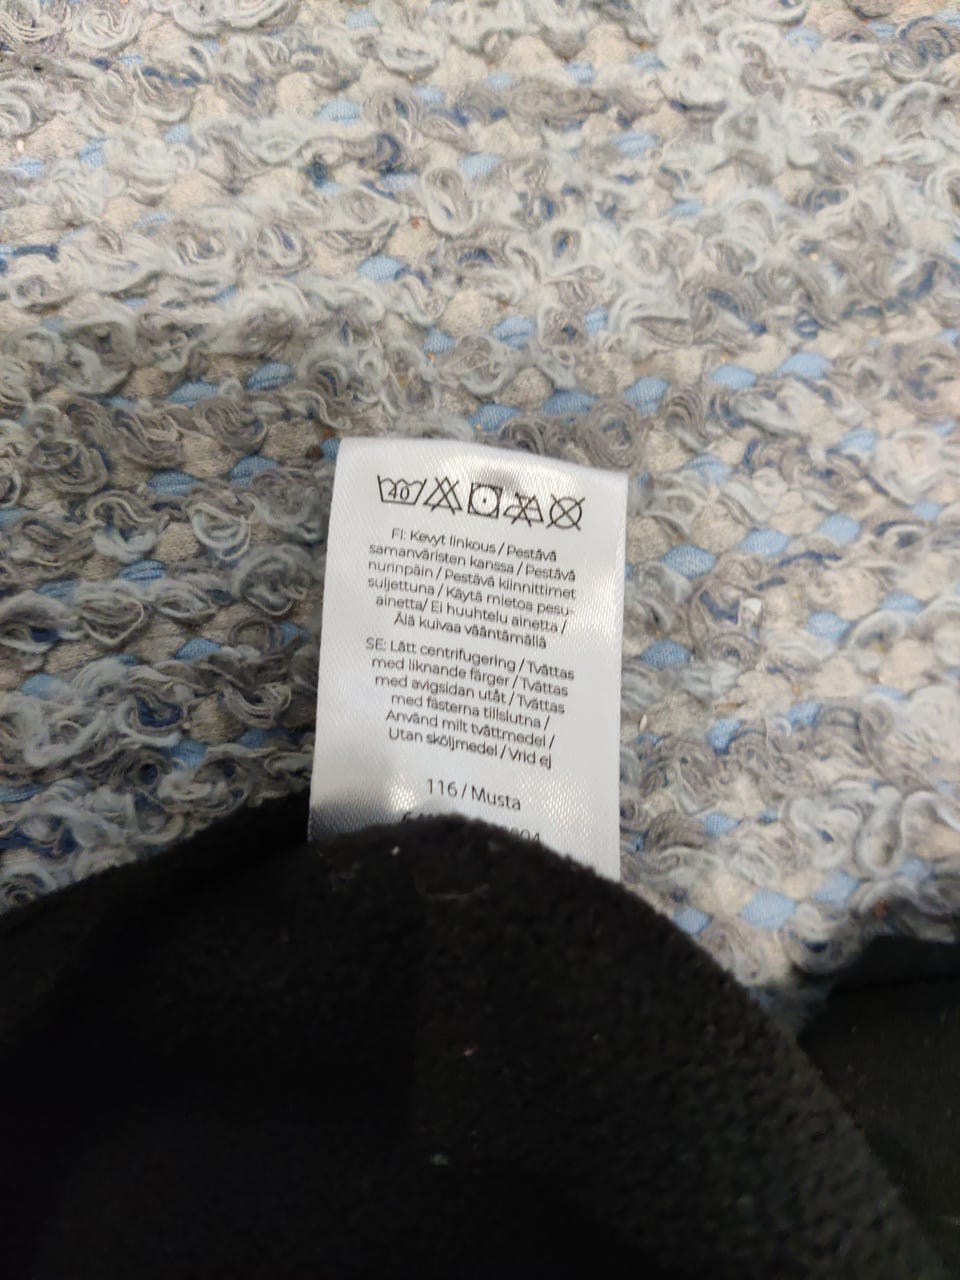 40
FI: Kevyt linkous / Pestävä
samanväristen kanssa / Pestävä
nurinpäin / Pestävä kiinnittimet
suljettuna / Käytä mietoa pesu-
ainetta/ Ei huuhtelu ainetta /
Älä kuivaa vääntämällä
SE: Lätt centrifugering / Tvättas
med liknande färger / Tvättas
med avigsidan utåt / Tvättas
med fästerna tillslutna /
Använd milt tvättmedel /
Utan sköljmedel / Vrid ej
116 / Musta